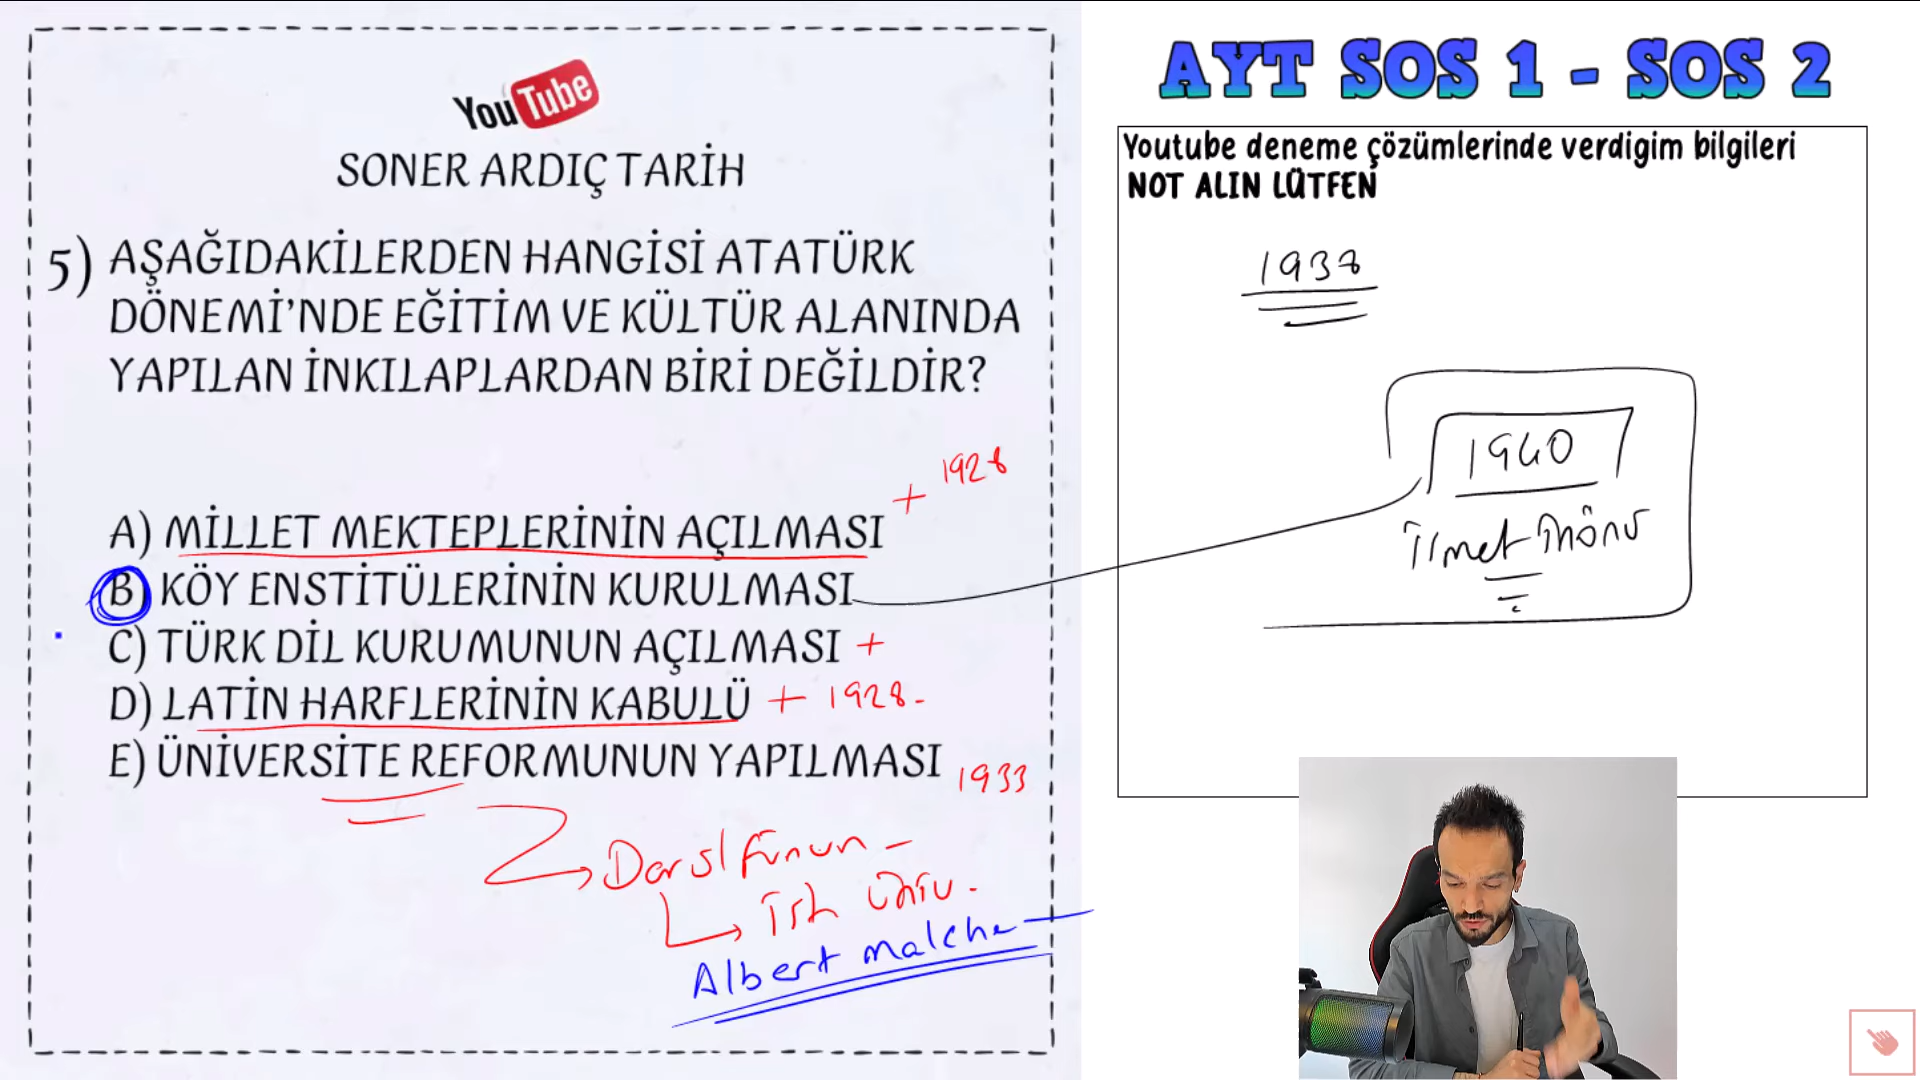 YouTube
SONER ARDIÇ TARİH
5) AŞAĞIDAKİLERDEN HANGİSİ ATATÜRK
DÖNEMİ'NDE EĞİTİM VE KÜLTÜR ALANINDA
YAPILAN İNKILAPLARDAN BİRİ DEĞİLDİR?
A) MİLLET MEKTEPLERİNİN AÇILMASI + 1928
B) KÖY ENSTİTÜLERİNİN KURULMASI
C) TÜRK DİL KURUMUNUN AÇILMASI +
D) LATİN HARFLERİNİN KABULÜ + 1928-
E) ÜNİVERSİTE REFORMUNUN YAPILMASI 1933
Darülfünun -
İst Üniv.
Albert malche
AYT SOS 1 - SOS 2
Youtube deneme çözümlerinde verdigim bilgileri
NOT ALIN LÜTFEN
1938
1940
İsmet İnönü